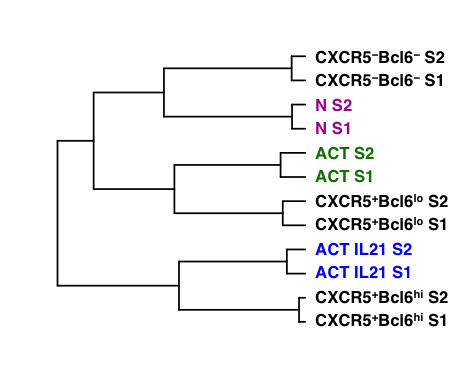 CXCR5⁻Bcl6⁻ S2
CXCR5⁻Bcl6⁻ S1
N S2
N S1
ACT S2
ACT S1
CXCR5⁺Bcl6ˡᵒ S2
CXCR5⁺Bcl6ˡᵒ S1
ACT IL21 S2
ACT IL21 S1
CXCR5⁺Bcl6ʰⁱ S2
CXCR5⁺Bcl6ʰⁱ S1